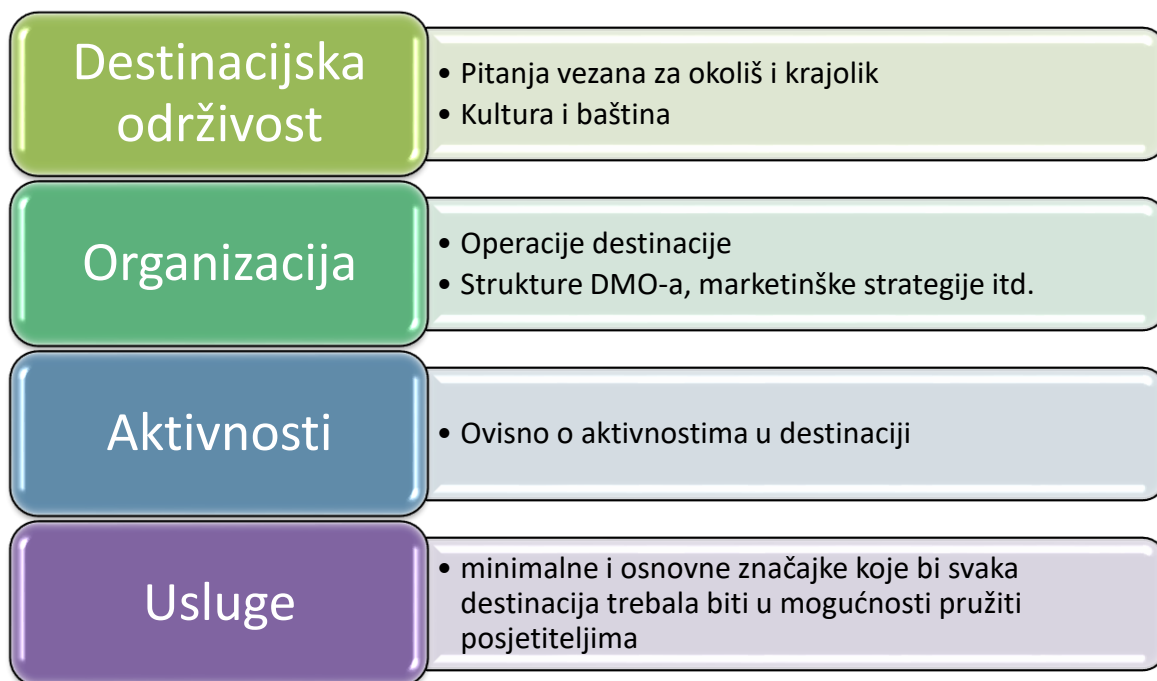 Destinacijska
održivost
• Pitanja vezana za okoliš i krajolik
• Kultura i baština
Organizacija
• Operacije destinacije
• Strukture DMO-a, marketinške strategije itd.
Aktivnosti
• Ovisno o aktivnostima u destinaciji
Usluge
• minimalne i osnovne značajke koje bi svaka
destinacija trebala biti u mogućnosti pružiti
posjetiteljima